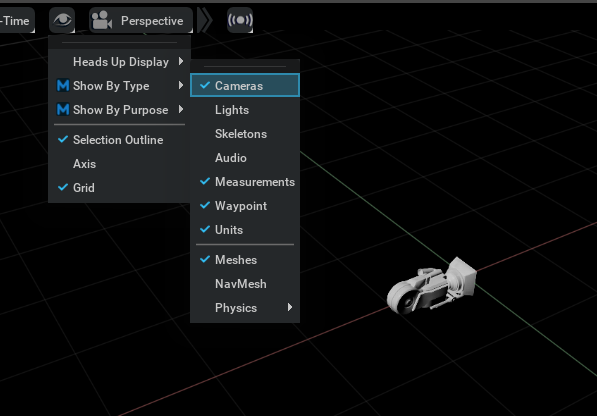 -Time
Perspective
Heads Up Display
Show By Type
Show By Purpose
Selection Outline
Axis
Grid
Cameras
Lights
Skeletons
Audio
Measurements
Waypoint
Units
Meshes
NavMesh
Physics